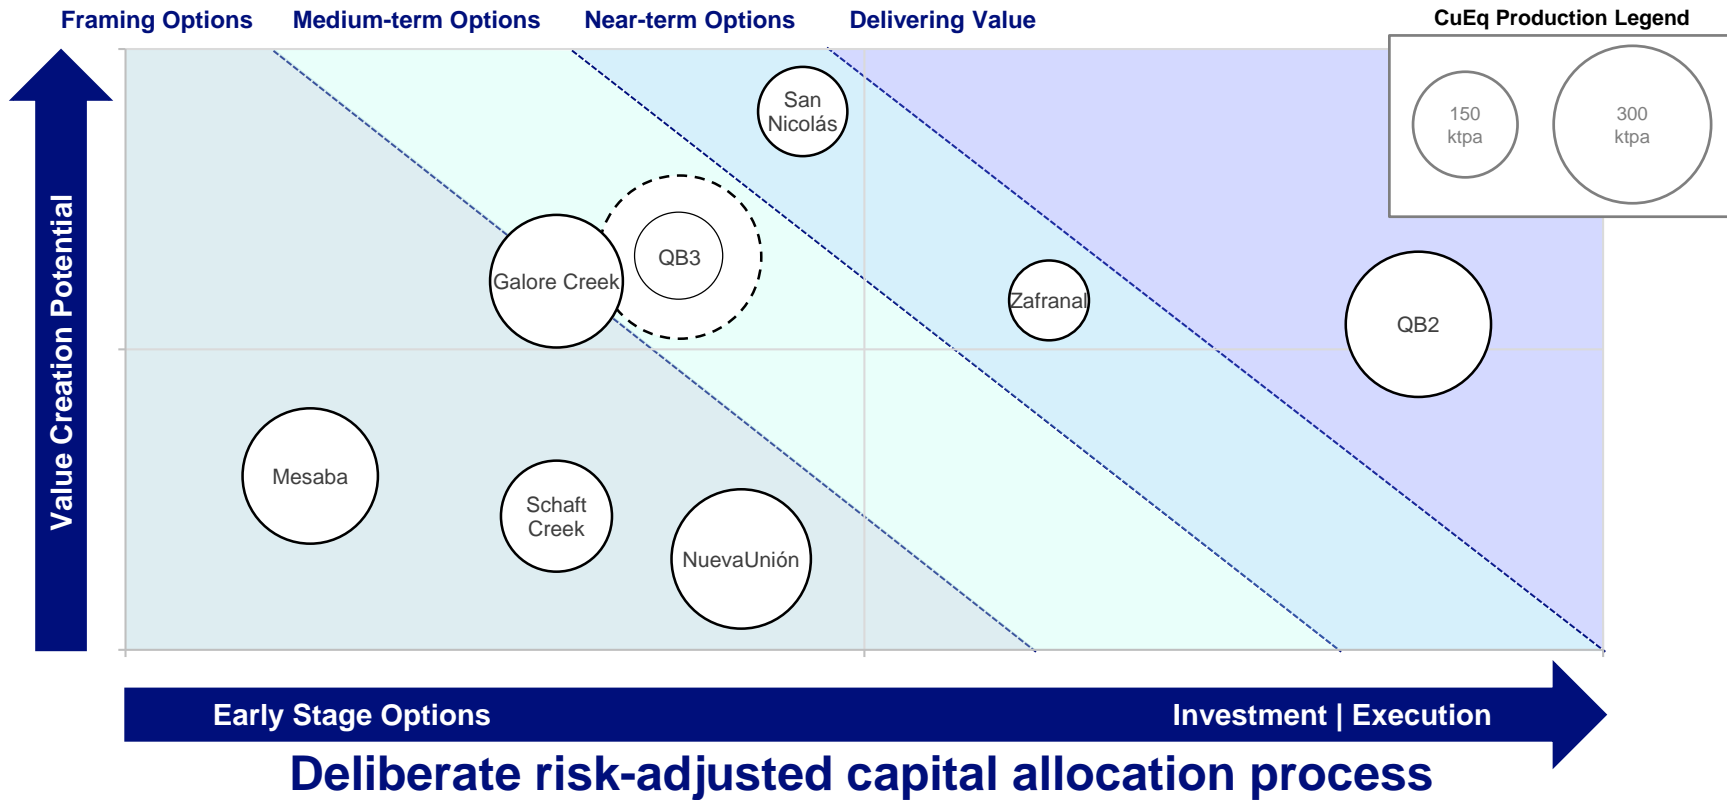 Framing Options
Medium-term Options
Near-term Options
Delivering Value
CuEq Production Legend
150
ktpa
300
ktpa
Value Creation Potential
San
Nicolás
QB3
Galore Creek
Zafranal
QB2
Mesaba
Schaft
Creek
NuevaUnión
Early Stage Options
Investment | Execution
Deliberate risk-adjusted capital allocation process